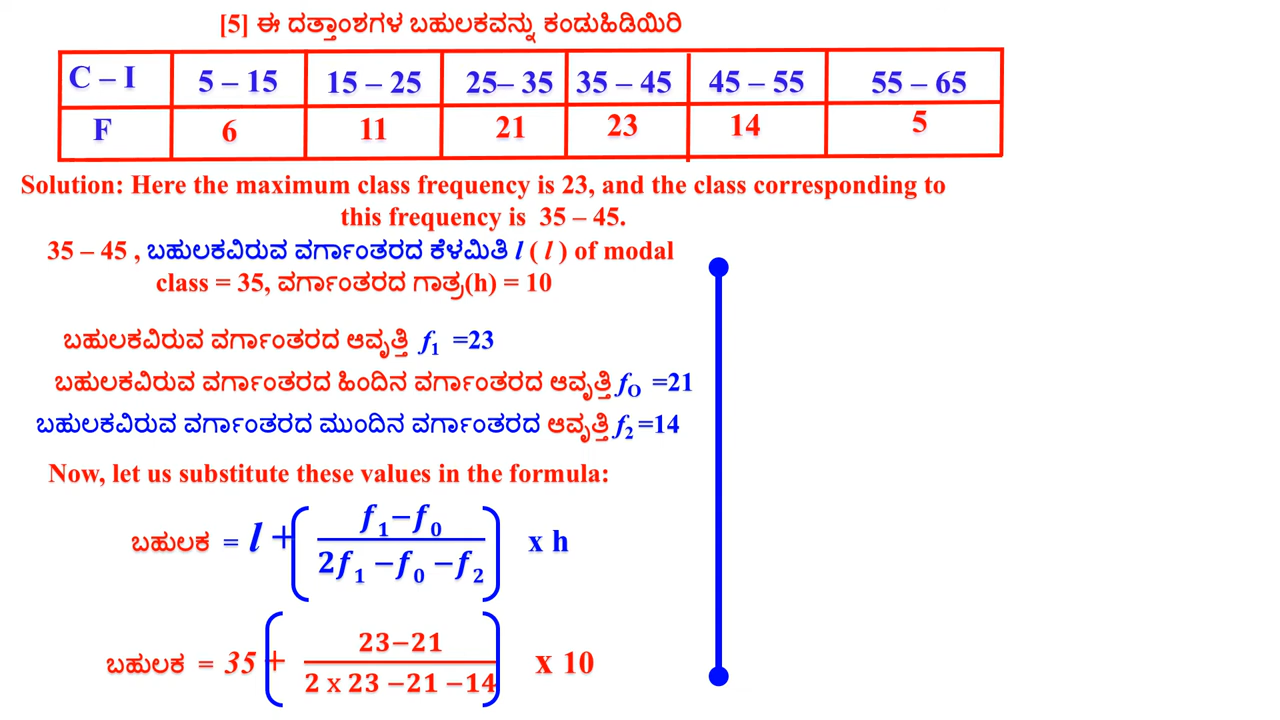 [5] ಈ ದತ್ತಾಂಶಗಳ ಬಹುಲಕವನ್ನು ಕಂಡುಹಿಡಿಯಿರಿ
C – I 5 – 15 15 – 25 25– 35 35 – 45 45 – 55 55 – 65
F 6 11 21 23 14 5
Solution: Here the maximum class frequency is 23, and the class corresponding to
this frequency is 35 – 45.
35 – 45 , ಬಹುಲಕವಿರುವ ವರ್ಗಾಂತರದ ಕೆಳಮಿತಿ l ( l ) of modal
class = 35, ವರ್ಗಾಂತರದ ಗಾತ್ರ(h) = 10
ಬಹುಲಕವಿರುವ ವರ್ಗಾಂತರದ ಆವೃತ್ತಿ f₁ =23
ಬಹುಲಕವಿರುವ ವರ್ಗಾಂತರದ ಹಿಂದಿನ ವರ್ಗಾಂತರದ ಆವೃತ್ತಿ f_O =21
ಬಹುಲಕವಿರುವ ವರ್ಗಾಂತರದ ಮುಂದಿನ ವರ್ಗಾಂತರದ ಆವೃತ್ತಿ f₂ =14
Now, let us substitute these values in the formula:
ಬಹುಲಕ = l + ( f₁ – f₀ / 2f₁ – f₀ – f₂ ) x h
ಬಹುಲಕ = 35 ( + 23–21 / 2 x 23 –21 –14 ) x 10